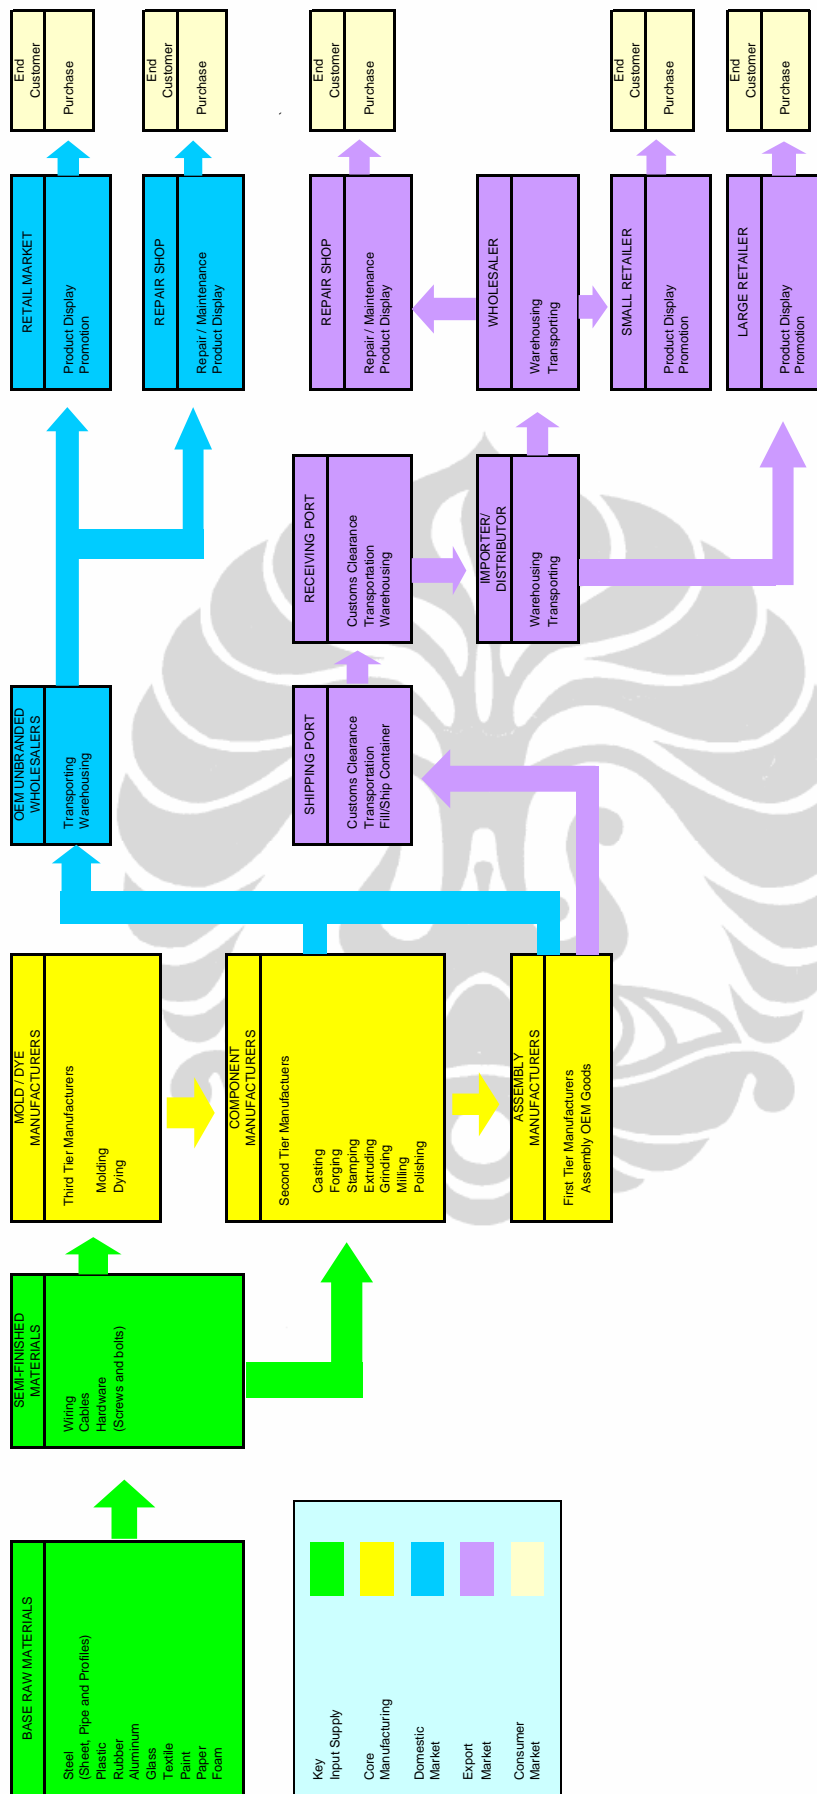 BASE RAW MATERIALS
Steel
(Sheet, Pipe and Profiles)
Plastic
Rubber
Aluminum
Glass
Textile
Paint
Paper
Foam
SEMI-FINISHED
MATERIALS
Wiring
Cables
Hardware
(Screws and bolts)
MOLD / DYE
MANUFACTURERS
Third Tier Manufacturers
Molding
Dying
COMPONENT
MANUFACTURERS
Second Tier Manufactuers
Casting
Forging
Stamping
Extruding
Grinding
Milling
Polishing
ASSEMBLY
MANUFACTURERS
First Tier Manufacturers
Assembly OEM Goods
OEM UNBRANDED
WHOLESALERS
Transporting
Warehousing
RETAIL MARKET
Product Display
Promotion
End
Customer
Purchase
REPAIR SHOP
Repair / Maintenance
Product Display
End
Customer
Purchase
SHIPPING PORT
Customs Clearance
Transportation
Fill/Ship Container
RECEIVING PORT
Customs Clearance
Transportation
Warehousing
IMPORTER/
DISTRIBUTOR
Warehousing
Transporting
REPAIR SHOP
Repair / Maintenance
Product Display
End
Customer
Purchase
WHOLESALER
Warehousing
Transporting
SMALL RETAILER
Product Display
Promotion
End
Customer
Purchase
LARGE RETAILER
Product Display
Promotion
End
Customer
Purchase
Key
Input Supply
Core
Manufacturing
Domestic
Market
Export
Market
Consumer
Market